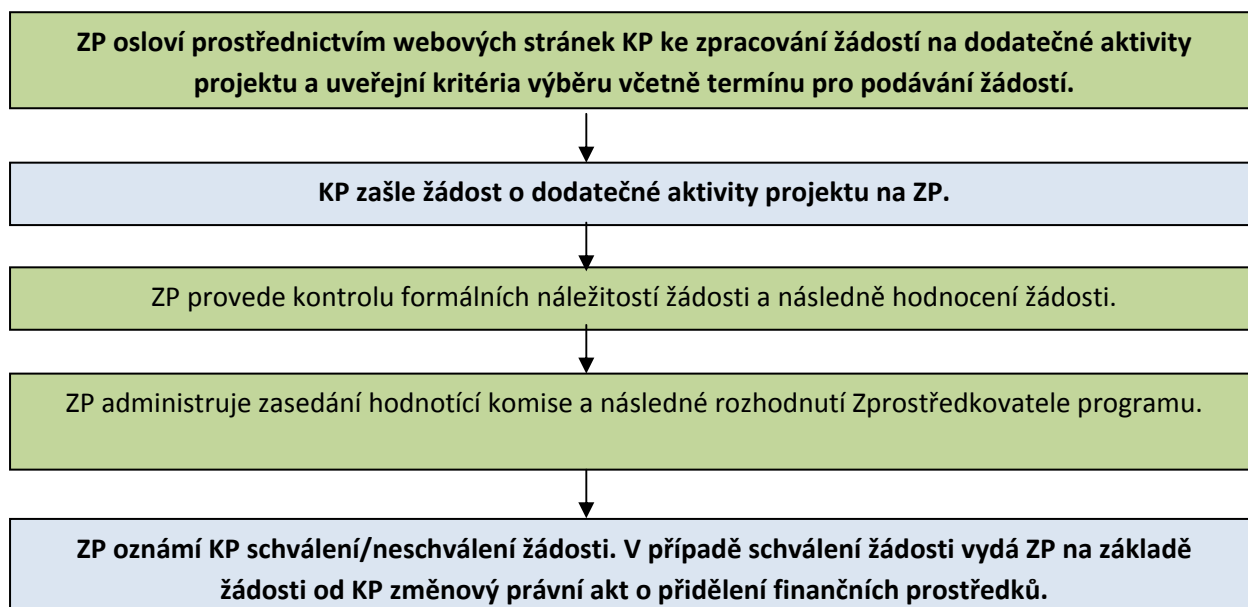 ZP osloví prostřednictvím webových stránek KP ke zpracování žádostí na dodatečné aktivity
projektu a uveřejní kritéria výběru včetně termínu pro podávání žádostí.
KP zašle žádost o dodatečné aktivity projektu na ZP.
ZP provede kontrolu formálních náležitostí žádosti a následně hodnocení žádosti.
ZP administruje zasedání hodnotící komise a následné rozhodnutí Zprostředkovatele programu.
ZP oznámí KP schválení/neschválení žádosti. V případě schválení žádosti vydá ZP na základě
žádosti od KP změnový právní akt o přidělení finančních prostředků.